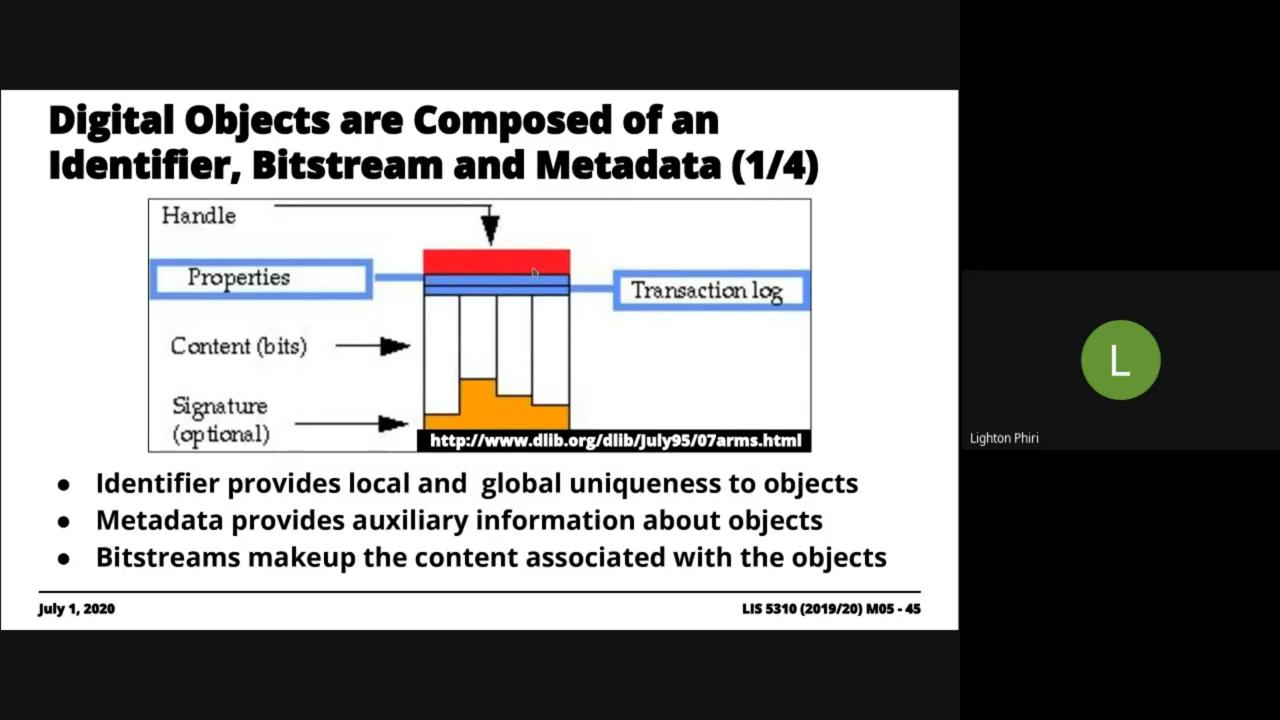 Digital Objects are Composed of an
Identifier, Bitstream and Metadata (1/4)
Handle
Properties
Transaction log
Content (bits)
Signature
(optional)
http://www.dlib.org/dlib/July95/07arms.html
● Identifier provides local and global uniqueness to objects
● Metadata provides auxiliary information about objects
● Bitstreams makeup the content associated with the objects
July 1, 2020
LIS 5310 (2019/20) M05 - 45
L
Lighton Phiri